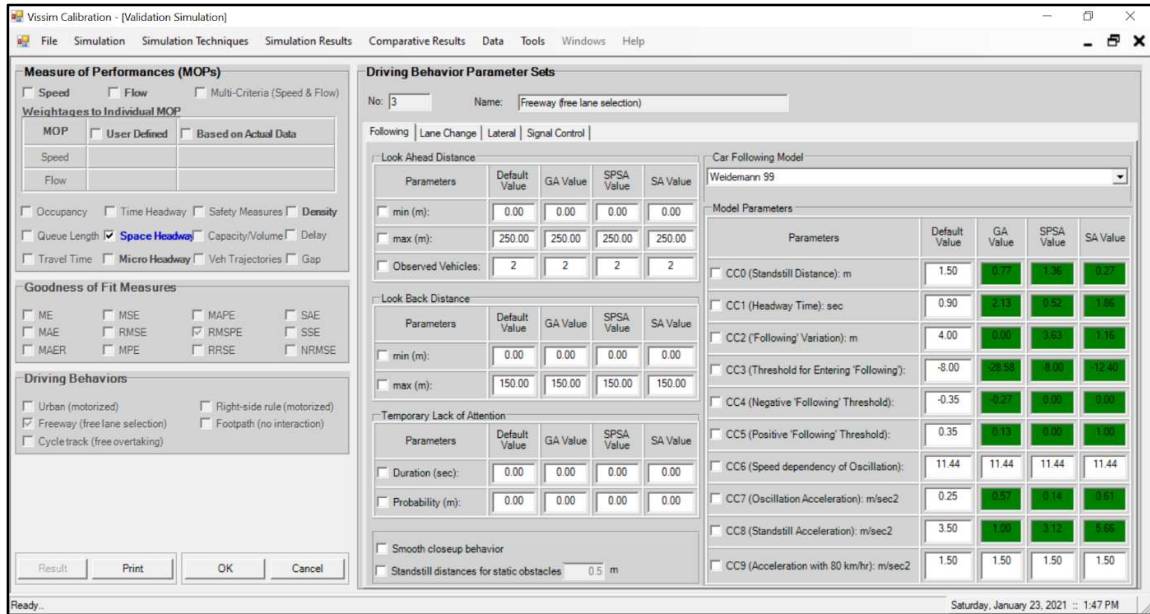 Vissim Calibration - [Validation Simulation]
File Simulation Simulation Techniques Simulation Results Comparative Results Data Tools Windows Help
Measure of Performances (MOPs)
Speed Flow Multi-Criteria (Speed & Flow)
Weightages to Individual MOP
MOP User Defined Based on Actual Data
Speed
Flow
Occupancy Time Headway Safety Measures Density
Queue Length Space Headway Capacity/Volume Delay
Travel Time Micro Headway Veh Trajectories Gap
Goodness of Fit Measures
ME MSE MAPE SAE
MAE RMSE RMSPE SSE
MAER MPE RRSE NRMSE
Driving Behaviors
Urban (motorized) Right-side rule (motorized)
Freeway (free lane selection) Footpath (no interaction)
Cycletrack (free overtaking)
Result Print OK Cancel
Driving Behavior Parameter Sets
No: 3 Name: Freeway (free lane selection)
Following Lane Change Lateral Signal Control
Look Ahead Distance
Parameters Default Value GA Value SPSA Value SA Value
min (m): 0.00 0.00 0.00 0.00
max (m): 250.00 250.00 250.00 250.00
Observed Vehicles: 2 2 2 2
Look Back Distance
Parameters Default Value GA Value SPSA Value SA Value
min (m): 0.00 0.00 0.00 0.00
max (m): 150.00 150.00 150.00 150.00
Temporary Lack of Attention
Parameters Default Value GA Value SPSA Value SA Value
Duration (sec): 0.00 0.00 0.00 0.00
Probability (m): 0.00 0.00 0.00 0.00
Smooth closeup behavior
Standstill distances for static obstacles 0.5 m
Car Following Model
Weidemann 99
Model Parameters
Parameters Default Value GA Value SPSA Value SA Value
CC0 (Standstill Distance): m 1.50 0.77 1.36 0.27
CC1 (Headway Time): sec 0.90 2.13 0.52 1.86
CC2 ('Following' Variation): m 4.00 0.00 3.63 1.16
CC3 (Threshold for Entering 'Following'): -8.00 -28.58 -8.00 -12.40
CC4 (Negative 'Following' Threshold): -0.35 -0.27 0.00 0.00
CC5 (Positive 'Following' Threshold): 0.35 0.13 0.00 1.00
CC6 (Speed dependency of Oscillation): 11.44 11.44 11.44 11.44
CC7 (Oscillation Acceleration): m/sec2 0.25 0.57 0.14 0.61
CC8 (Standstill Acceleration): m/sec2 3.50 1.00 3.12 5.66
CC9 (Acceleration with 80 km/hr): m/sec2 1.50 1.50 1.50 1.50
Ready.. Saturday, January 23, 2021 :: 1:47 PM